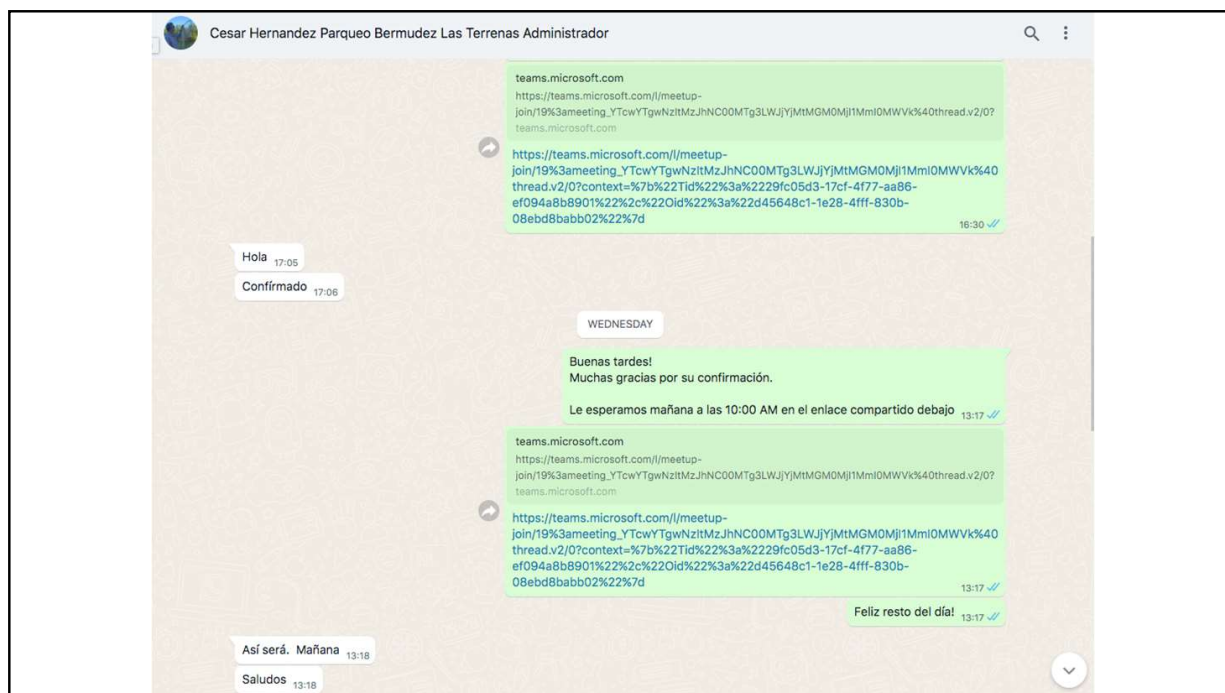 Cesar Hernandez Parqueo Bermudez Las Terrenas Administrador
teams.microsoft.com
https://teams.microsoft.com/l/meetup-
join/19%3ameeting_YTcwYTgwNzItMzJhNC00MTg3LWJjYjMtMGM0MjI1MmI0MWVk%40thread.v2/0?
teams.microsoft.com
https://teams.microsoft.com/l/meetup-
join/19%3ameeting_YTcwYTgwNzItMzJhNC00MTg3LWJjYjMtMGM0MjI1MmI0MWVk%40
thread.v2/0?context=%7b%22Tid%22%3a%2229fc05d3-17cf-4f77-aa86-
ef094a8b8901%22%2c%22Oid%22%3a%22d45648c1-1e28-4fff-830b-
08ebd8babb02%22%7d
16:30
Hola 17:05
Confírmado 17:06
WEDNESDAY
Buenas tardes!
Muchas gracias por su confirmación.
Le esperamos mañana a las 10:00 AM en el enlace compartido debajo 13:17
teams.microsoft.com
https://teams.microsoft.com/l/meetup-
join/19%3ameeting_YTcwYTgwNzItMzJhNC00MTg3LWJjYjMtMGM0MjI1MmI0MWVk%40thread.v2/0?
teams.microsoft.com
https://teams.microsoft.com/l/meetup-
join/19%3ameeting_YTcwYTgwNzItMzJhNC00MTg3LWJjYjMtMGM0MjI1MmI0MWVk%40
thread.v2/0?context=%7b%22Tid%22%3a%2229fc05d3-17cf-4f77-aa86-
ef094a8b8901%22%2c%22Oid%22%3a%22d45648c1-1e28-4fff-830b-
08ebd8babb02%22%7d
13:17
Feliz resto del día! 13:17
Así será. Mañana 13:18
Saludos 13:18